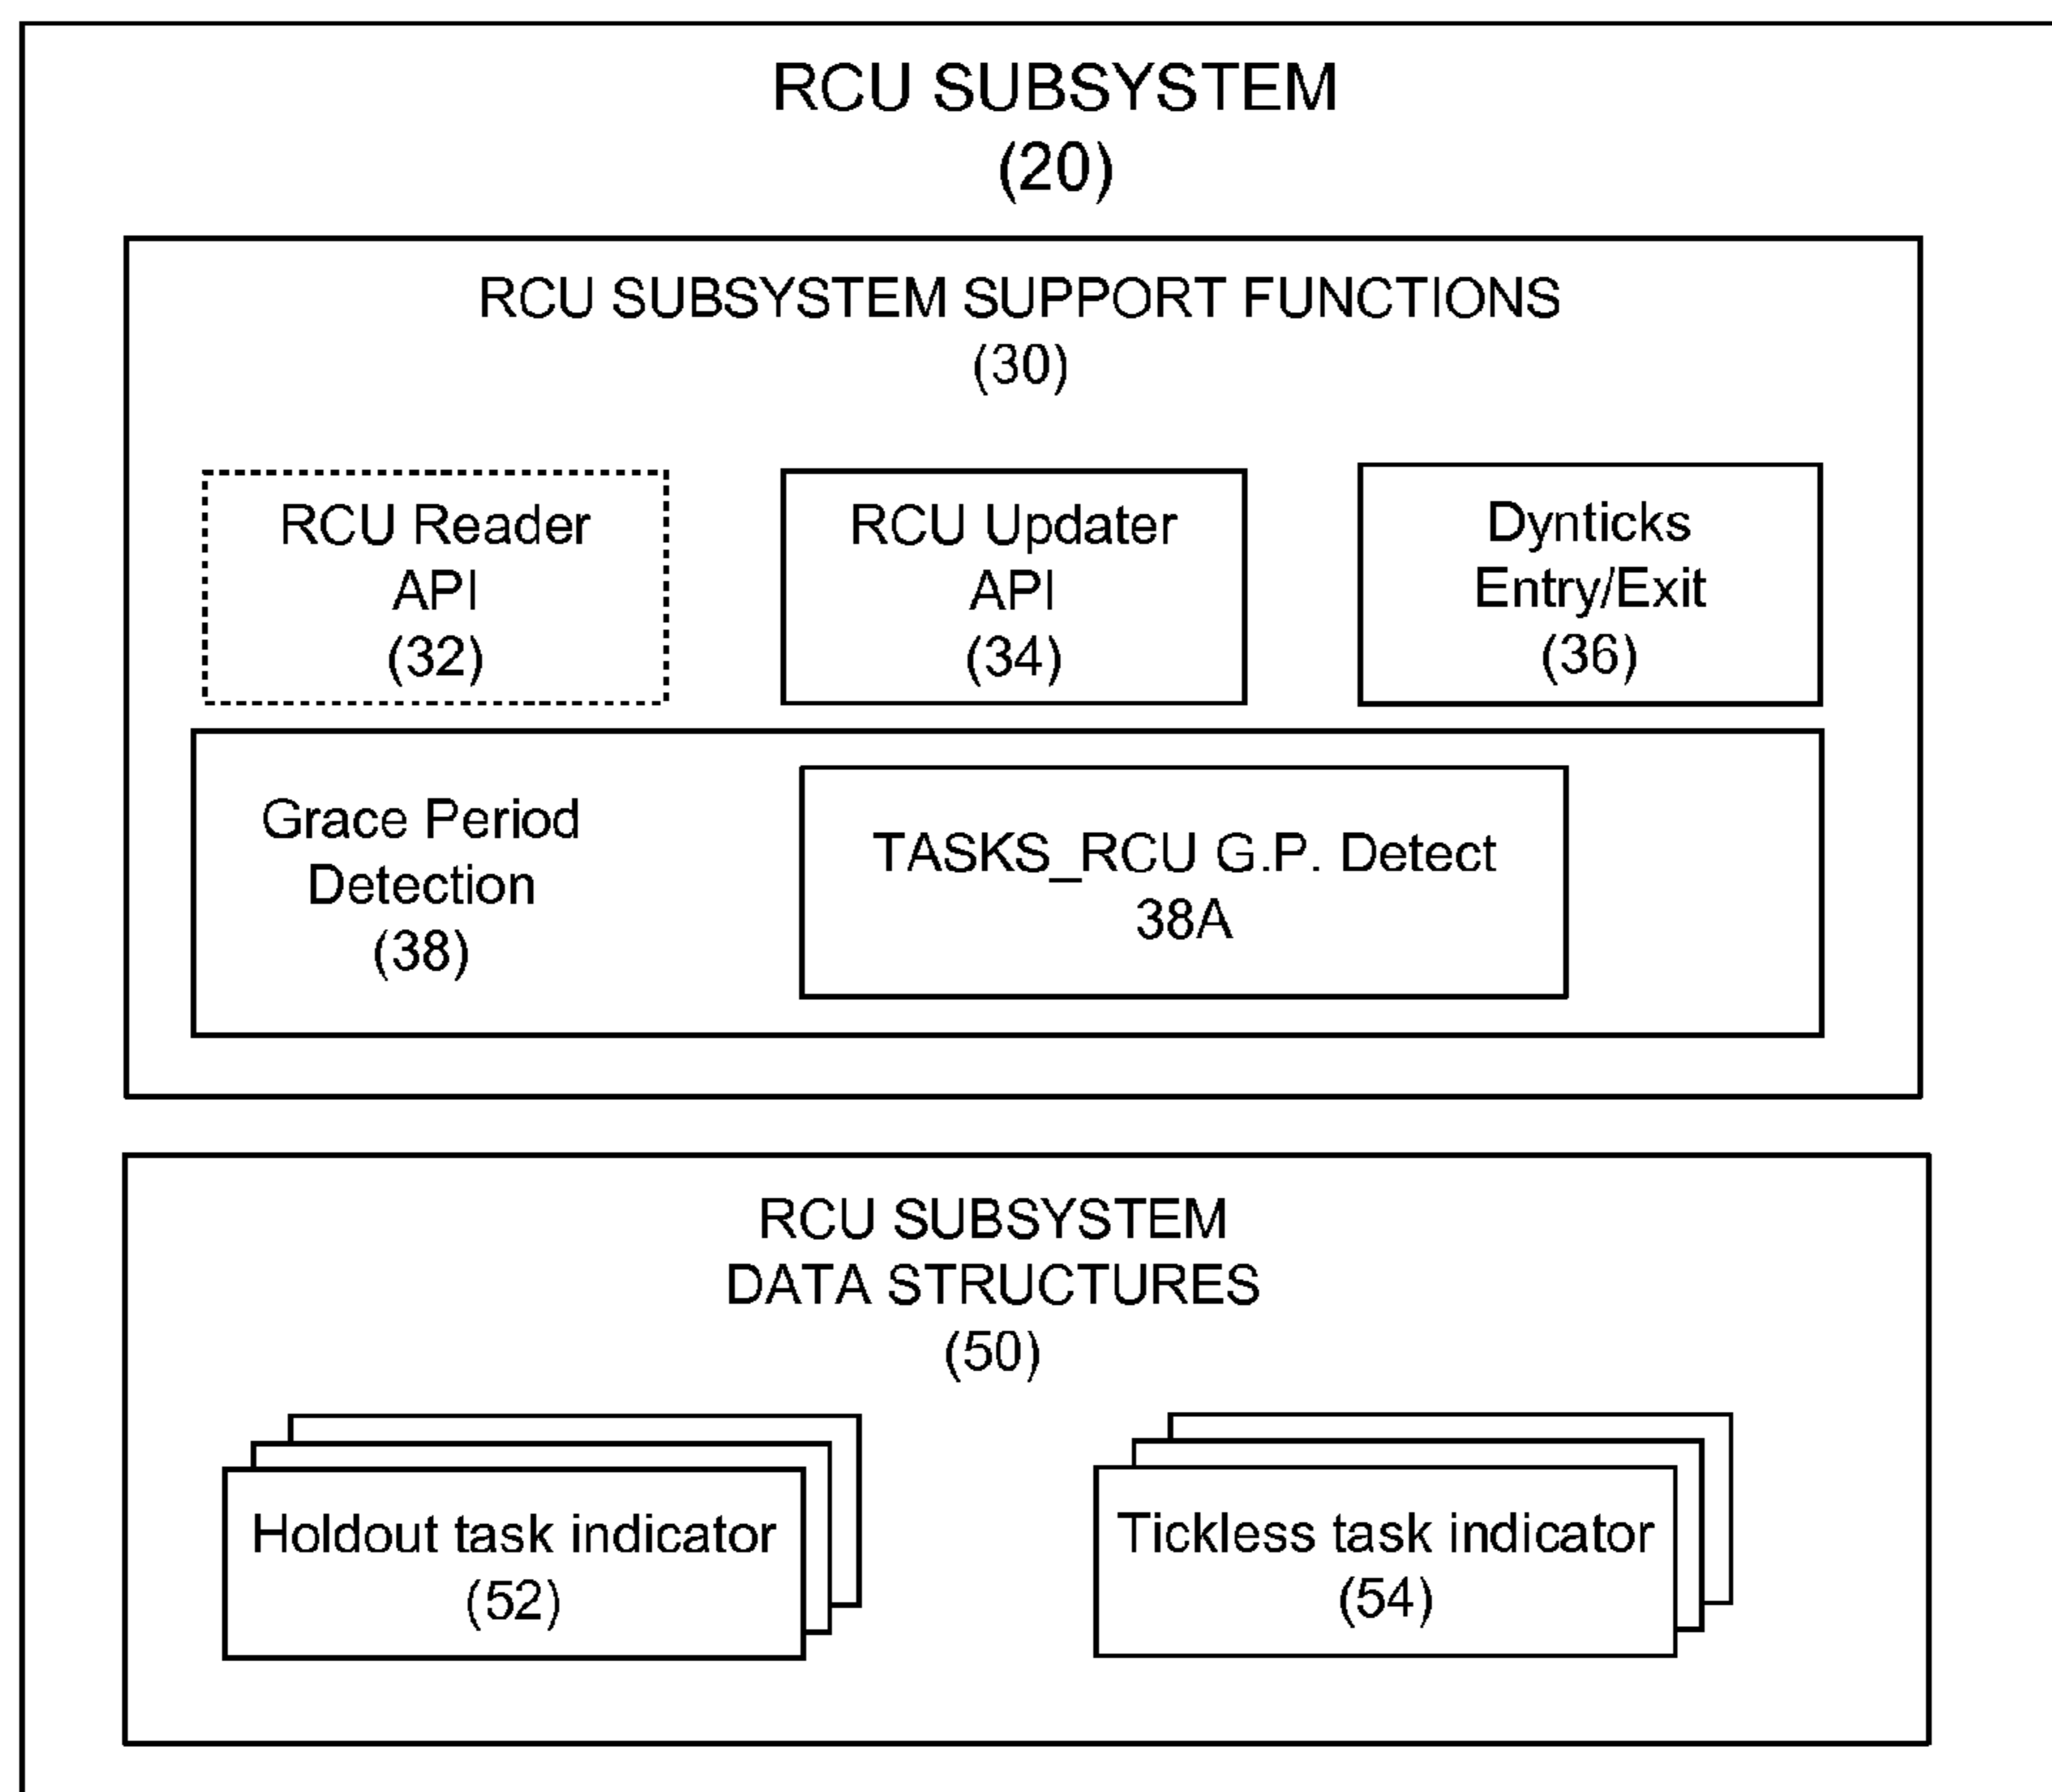 RCU SUBSYSTEM
(20)
RCU SUBSYSTEM SUPPORT FUNCTIONS
(30)
RCU Reader
API
(32)
RCU Updater
API
(34)
Dynticks
Entry/Exit
(36)
Grace Period
Detection
(38)
TASKS_RCU G.P. Detect
38A
RCU SUBSYSTEM
DATA STRUCTURES
(50)
Holdout task indicator
(52)
Tickless task indicator
(54)